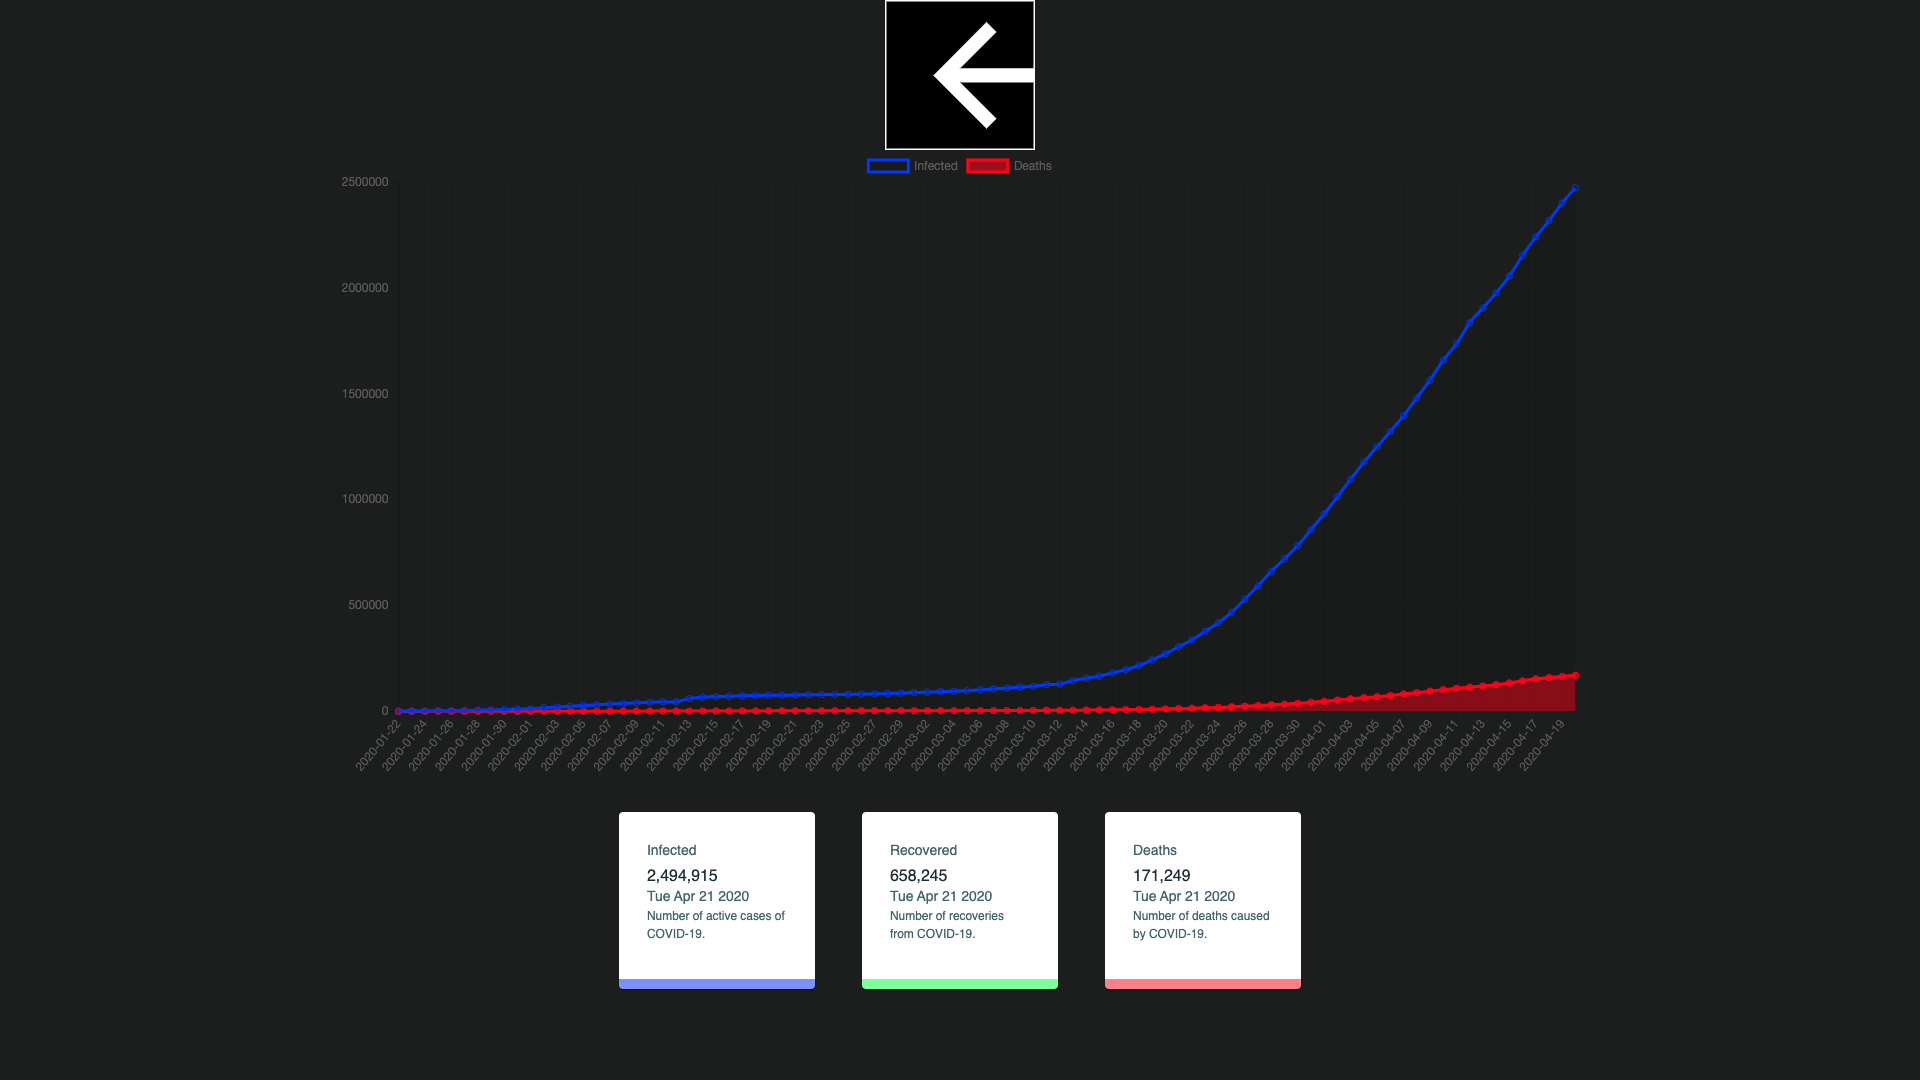 Infected Deaths
2500000
2000000
1500000
1000000
500000
0
2020-01-22 2020-01-24 2020-01-26 2020-01-28 2020-01-30 2020-02-01 2020-02-03 2020-02-05 2020-02-07 2020-02-09 2020-02-11 2020-02-13 2020-02-15 2020-02-17 2020-02-19 2020-02-21 2020-02-23 2020-02-25 2020-02-27 2020-02-29 2020-03-02 2020-03-04 2020-03-06 2020-03-08 2020-03-10 2020-03-12 2020-03-14 2020-03-16 2020-03-18 2020-03-20 2020-03-22 2020-03-24 2020-03-26 2020-03-28 2020-03-30 2020-04-01 2020-04-03 2020-04-05 2020-04-07 2020-04-09 2020-04-11 2020-04-13 2020-04-15 2020-04-17 2020-04-19
Infected
2,494,915
Tue Apr 21 2020
Number of active cases of
COVID-19.
Recovered
658,245
Tue Apr 21 2020
Number of recoveries
from COVID-19.
Deaths
171,249
Tue Apr 21 2020
Number of deaths caused
by COVID-19.